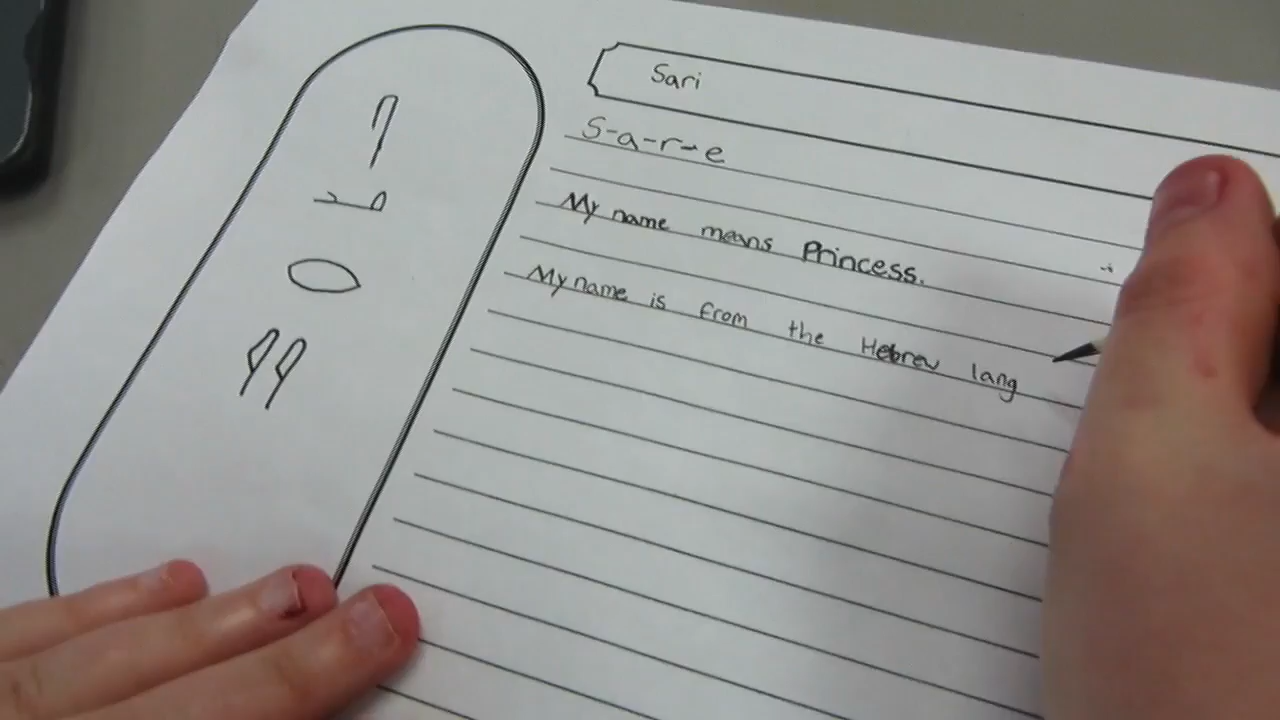 Sari
S-a-r-e
My name means Princess.
My name is from the Hebrew lang